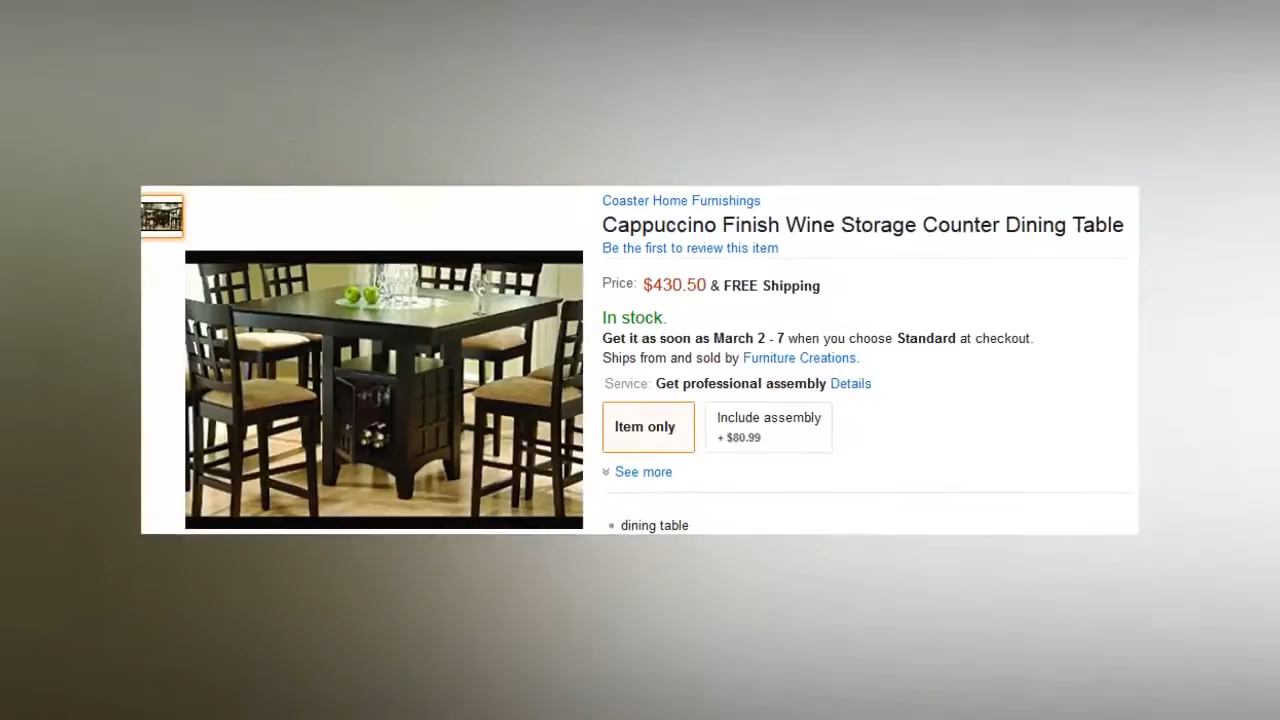 Coaster Home Furnishings
Cappuccino Finish Wine Storage Counter Dining Table
Be the first to review this item
Price: $430.50 & FREE Shipping
In stock.
Get it as soon as March 2 - 7 when you choose Standard at checkout.
Ships from and sold by Furniture Creations.
Service: Get professional assembly Details
Item only
Include assembly
+ $80.99
See more
dining table